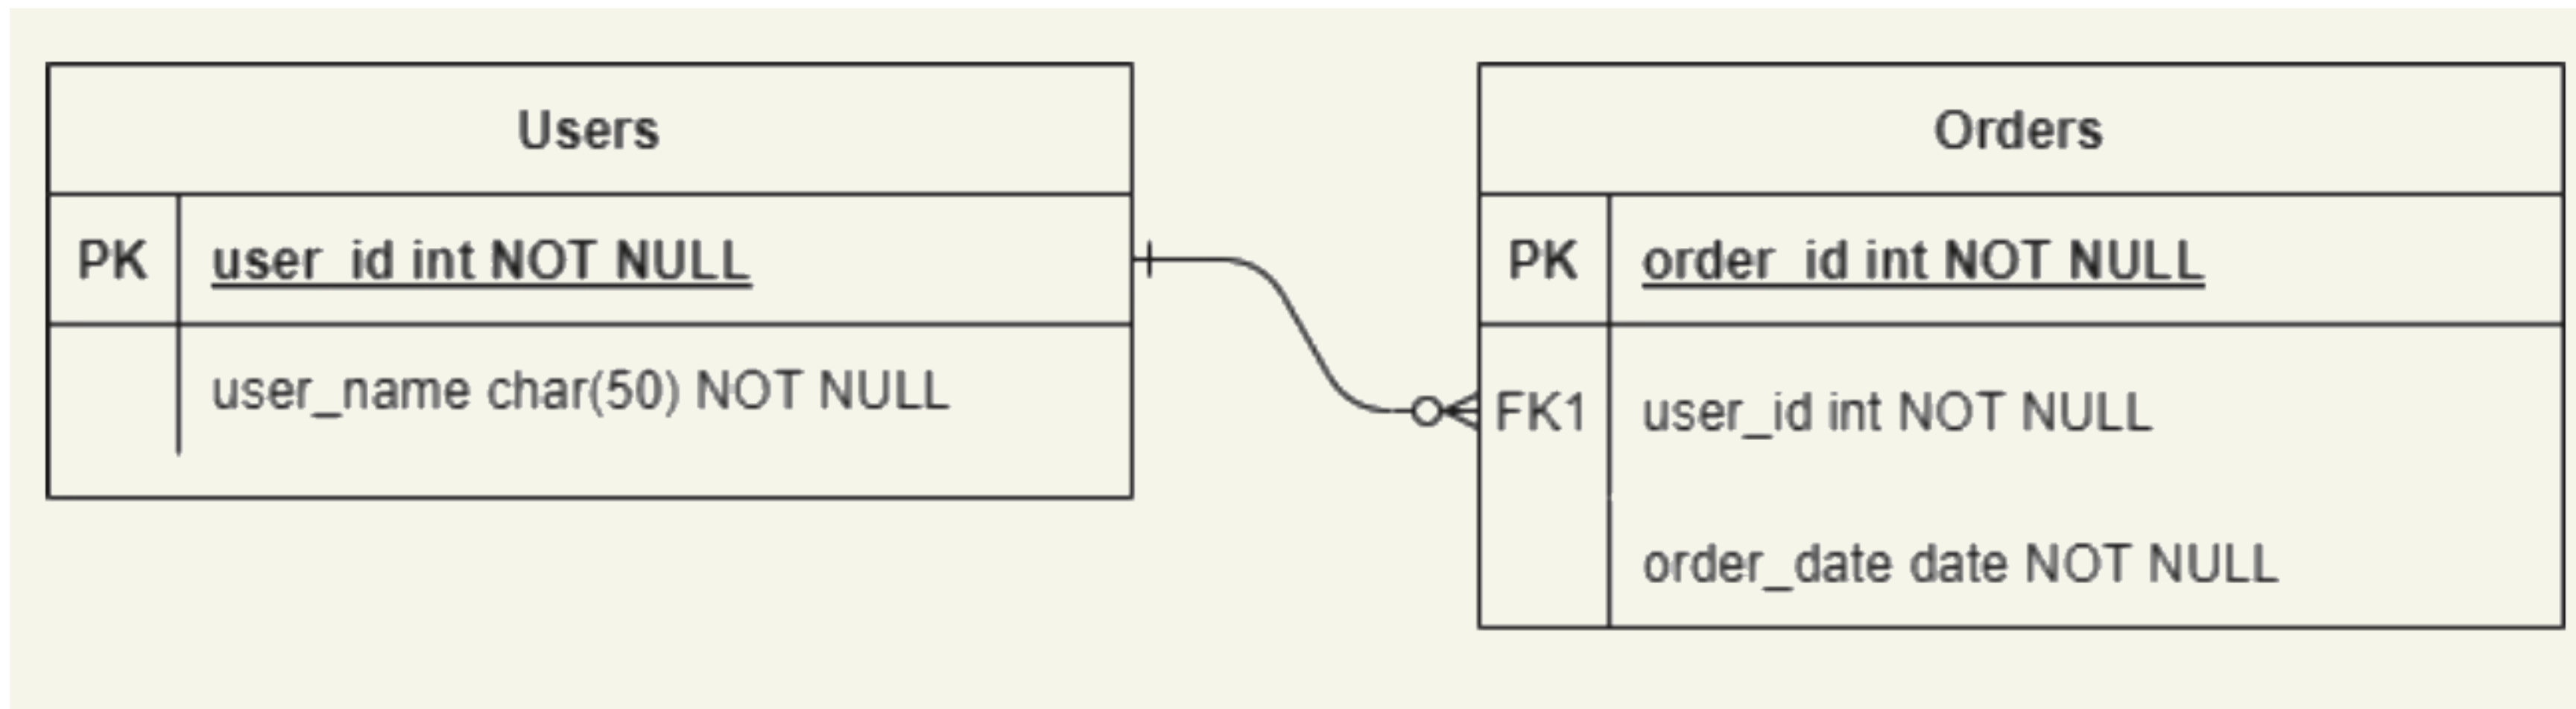 Users
PK user_id int NOT NULL
user_name char(50) NOT NULL
Orders
PK order_id int NOT NULL
FK1 user_id int NOT NULL
order_date date NOT NULL